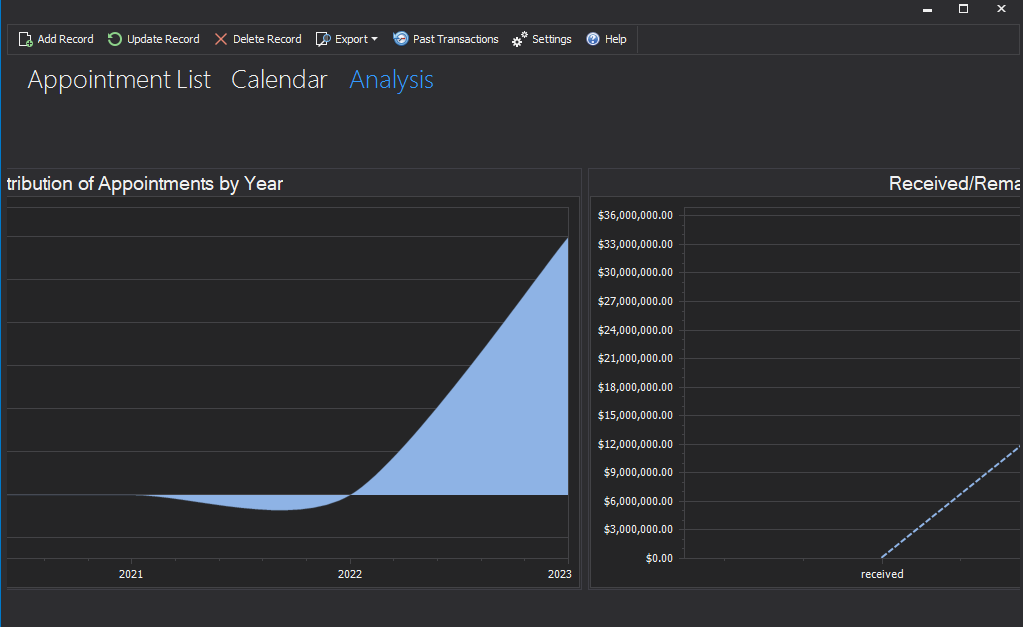 Add Record Update Record Delete Record Export Past Transactions Settings Help
Appointment List Calendar Analysis
tribution of Appointments by Year
2021 2022 2023
Received/Rema
$36,000,000.00
$33,000,000.00
$30,000,000.00
$27,000,000.00
$24,000,000.00
$21,000,000.00
$18,000,000.00
$15,000,000.00
$12,000,000.00
$9,000,000.00
$6,000,000.00
$3,000,000.00
$0.00
received